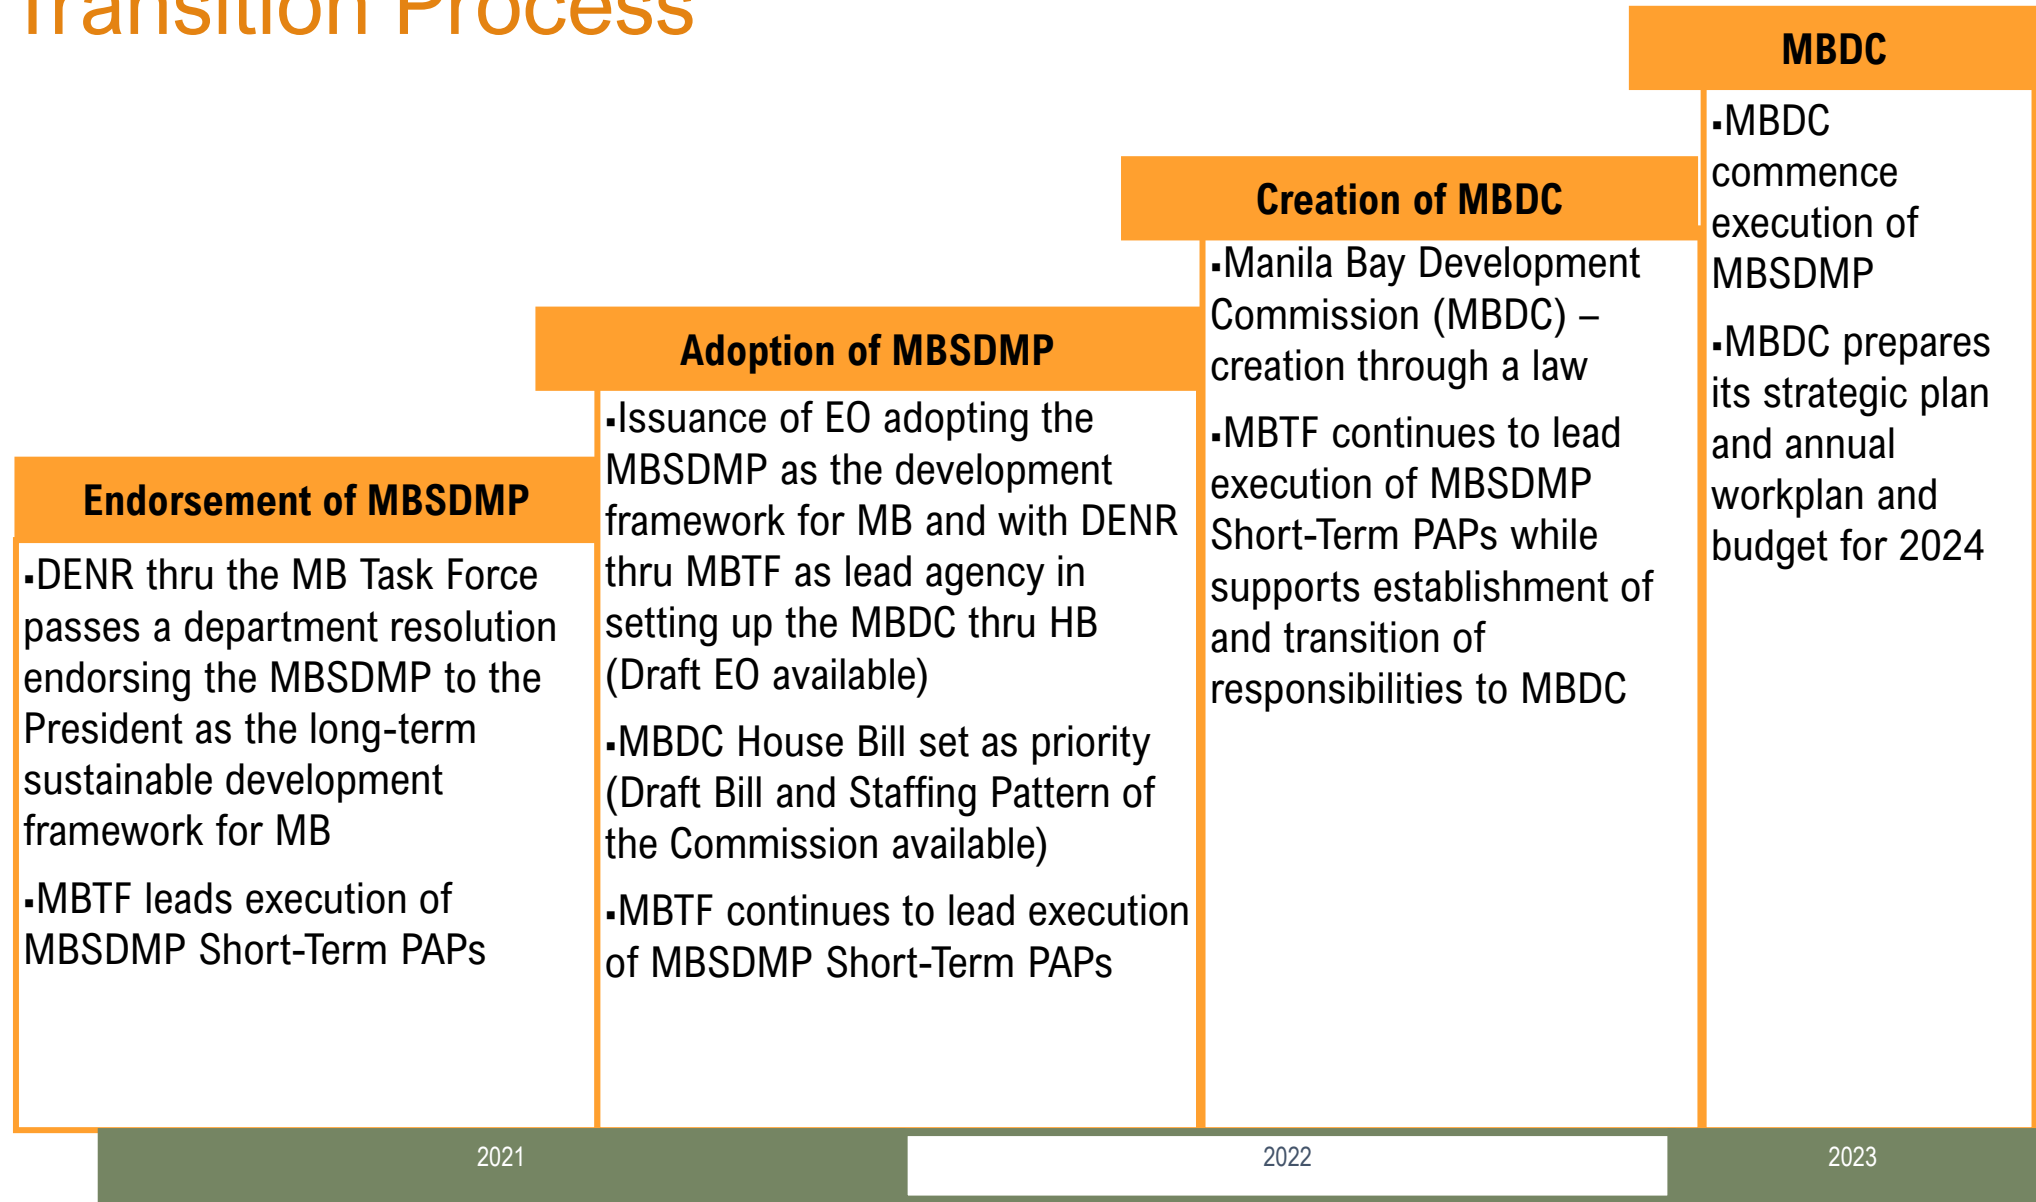 Transition Process
MBDC
▪MBDC
commence
execution of
MBSDMP
▪MBDC prepares
its strategic plan
and annual
workplan and
budget for 2024
Creation of MBDC
▪Manila Bay Development
Commission (MBDC) –
creation through a law
▪MBTF continues to lead
execution of MBSDMP
Short-Term PAPs while
supports establishment of
and transition of
responsibilities to MBDC
Adoption of MBSDMP
▪Issuance of EO adopting the
MBSDMP as the development
framework for MB and with DENR
thru MBTF as lead agency in
setting up the MBDC thru HB
(Draft EO available)
▪MBDC House Bill set as priority
(Draft Bill and Staffing Pattern of
the Commission available)
▪MBTF continues to lead execution
of MBSDMP Short-Term PAPs
Endorsement of MBSDMP
▪DENR thru the MB Task Force
passes a department resolution
endorsing the MBSDMP to the
President as the long-term
sustainable development
framework for MB
▪MBTF leads execution of
MBSDMP Short-Term PAPs
2021
2022
2023